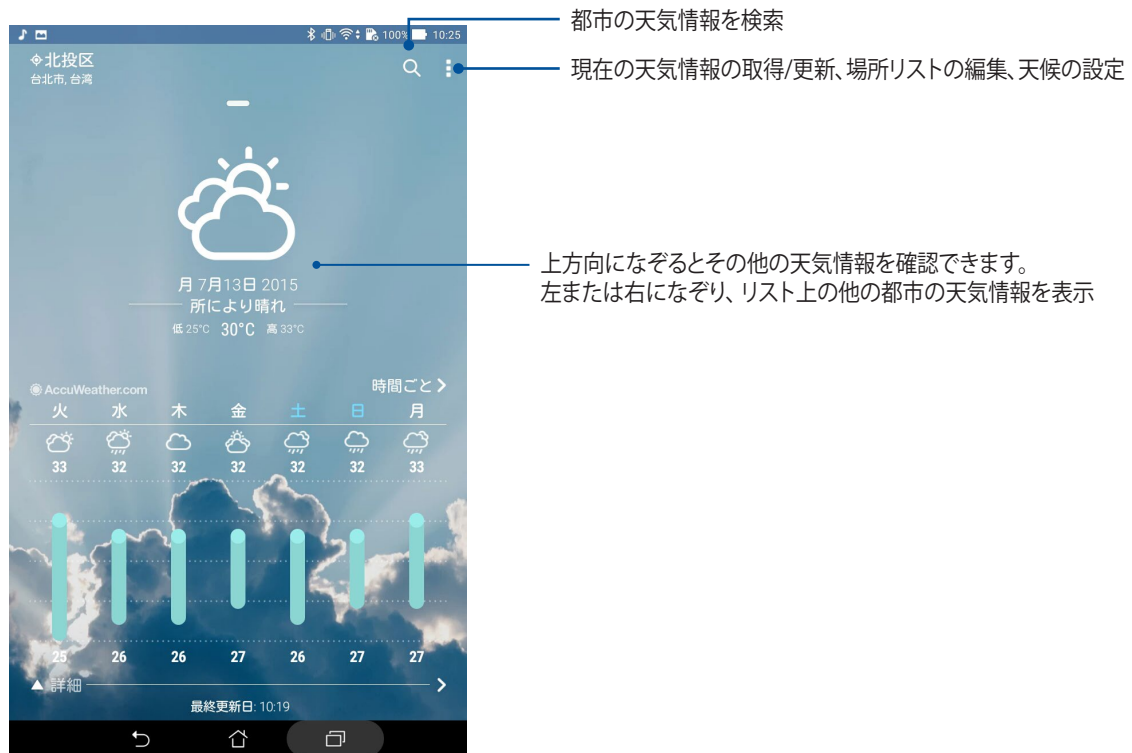 都市の天気情報を検索
100% 10:25
北投区
台北市, 台湾
現在の天気情報の取得/更新、場所リストの編集、天候の設定
上方向になぞるとその他の天気情報を確認できます。
左または右になぞり、リスト上の他の都市の天気情報を表示
月 7月13日 2015
所により晴れ
低 25°C 30°C 高 33°C
AccuWeather.com 時間ごと
火 水 木 金 土 日 月
33 32 32 32 32 32 33
25 26 26 27 26 27 27
詳細
最終更新日: 10:19